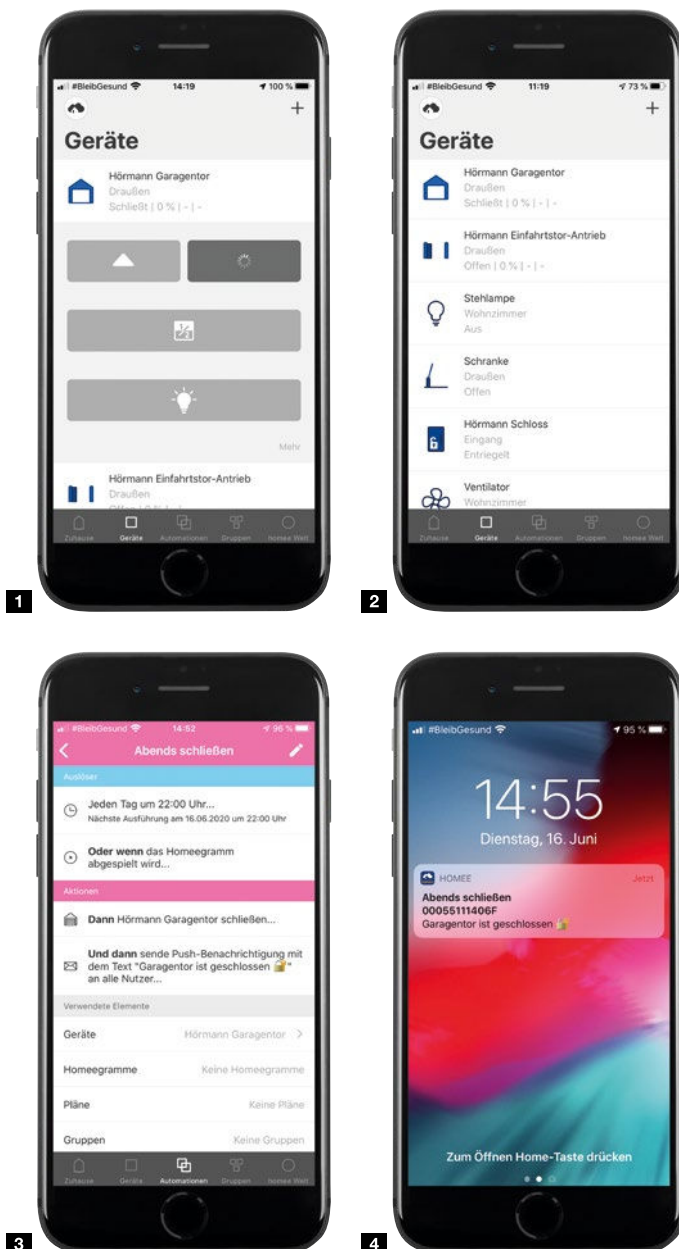 #BleibGesund 14:19 100 %
+
Geräte
Hörmann Garagentor
Draußen
Schließt | 0 % | - | -
1/2
Mehr
Hörmann Einfahrtstor-Antrieb
Draußen
Offen | 0 % | - | -
Zuhause Geräte Automationen Gruppen homee Welt
1
#BleibGesund 11:19 73 %
+
Geräte
Hörmann Garagentor
Draußen
Schließt | 0 % | - | -
Hörmann Einfahrtstor-Antrieb
Draußen
Offen | 0 % | - | -
Stehlampe
Wohnzimmer
Aus
Schranke
Draußen
Offen
Hörmann Schloss
Eingang
Entriegelt
Ventilator
Wohnzimmer
Zuhause Geräte Automationen Gruppen homee Welt
2
#BleibGesund 14:52 96 %
Abends schließen
Auslöser
Jeden Tag um 22:00 Uhr...
Nächste Ausführung am 16.06.2020 um 22:00 Uhr
Oder wenn das Homeegramm
abgespielt wird...
Aktionen
Dann Hörmann Garagentor schließen...
Und dann sende Push-Benachrichtigung mit
dem Text "Garagentor ist geschlossen 🔐"
an alle Nutzer...
Verwendete Elemente
Geräte Hörmann Garagentor >
Homeegramme Keine Homeegramme
Pläne Keine Pläne
Gruppen Keine Gruppen
Zuhause Geräte Automationen Gruppen homee Welt
3
#BleibGesund 95 %
14:55
Dienstag, 16. Juni
HOMEE Jetzt
Abends schließen
00055111406F
Garagentor ist geschlossen 🔐
Zum Öffnen Home-Taste drücken
4